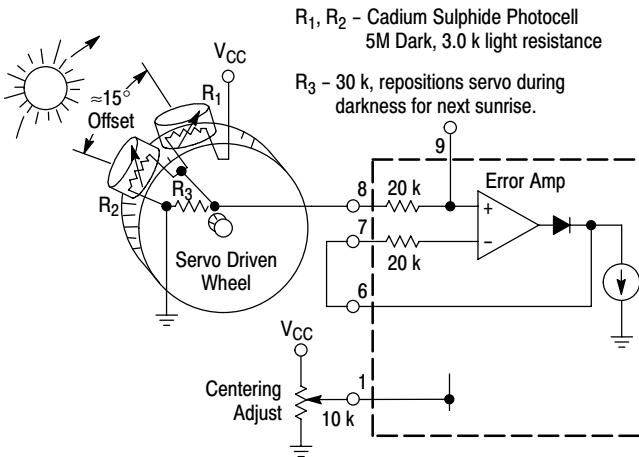 R1, R2 – Cadium Sulphide Photocell
5M Dark, 3.0 k light resistance
R3 – 30 k, repositions servo during
darkness for next sunrise.
VCC
≈15°
Offset
R1
R2
R3
Servo Driven
Wheel
9
8
20 k
Error Amp
+
7
–
20 k
6
VCC
Centering
Adjust
10 k
1